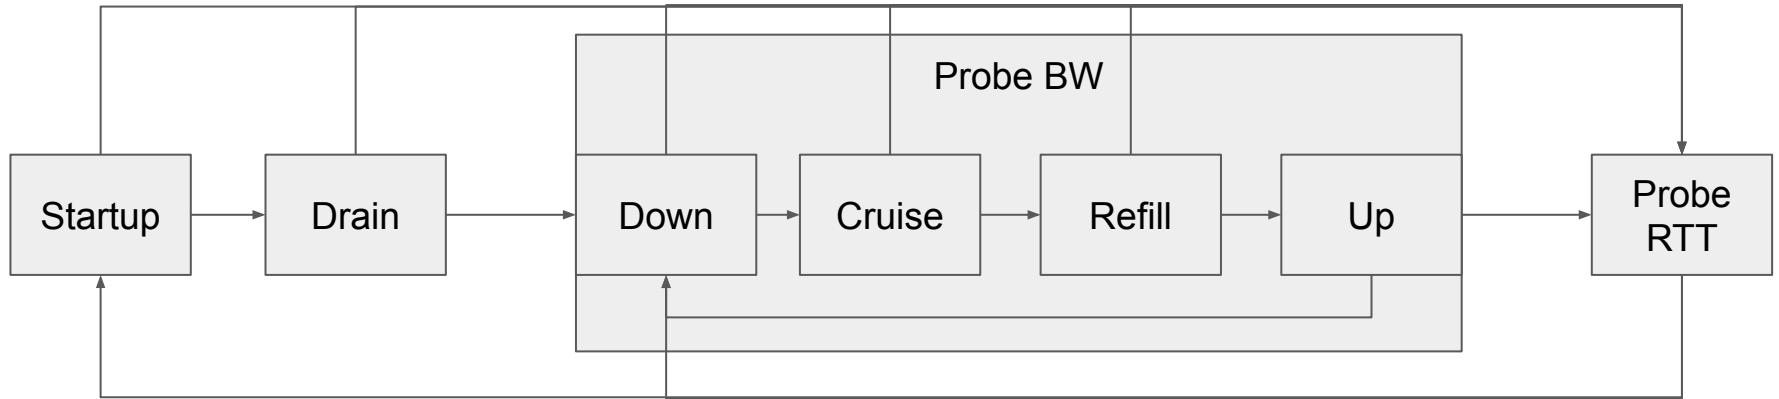 Probe BW
Startup
Drain
Down
Cruise
Refill
Up
Probe
RTT